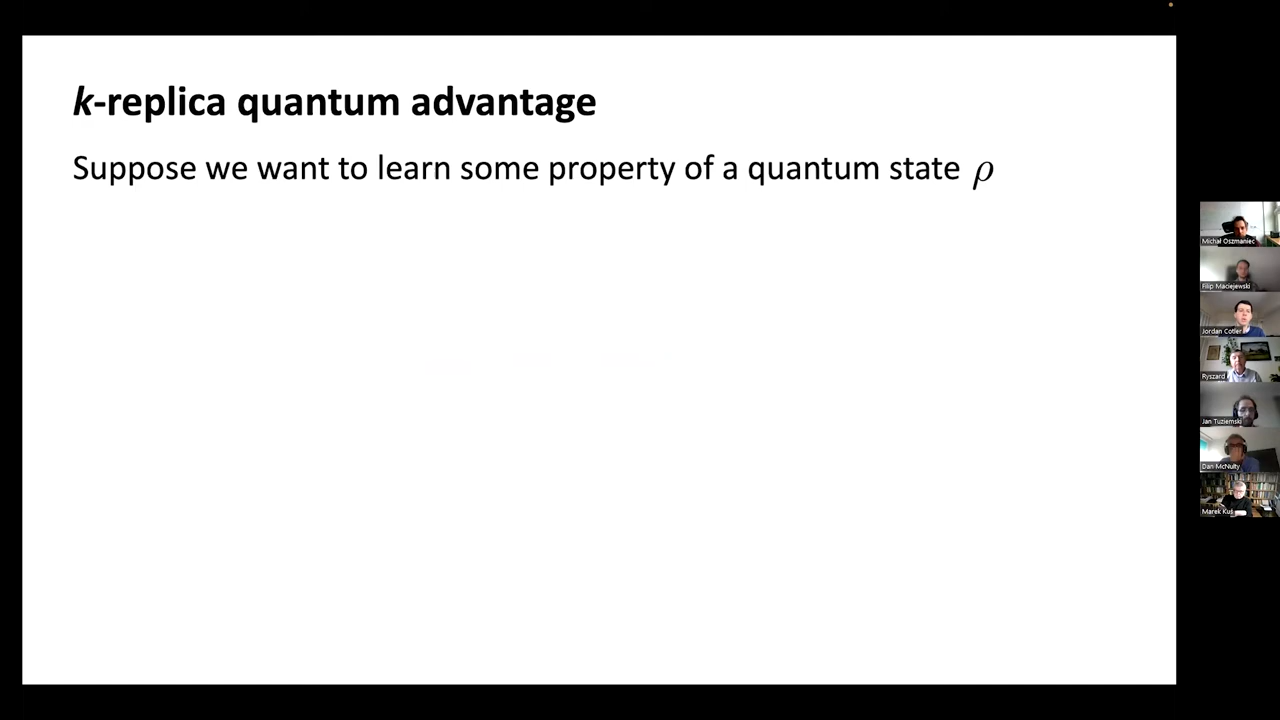 k-replica quantum advantage
Suppose we want to learn some property of a quantum state ρ
Michał Oszmaniec
Filip Maciejewski
Jordan Cotler
Ryszard
Jan Tuziemski
Dan McNulty
Marek Kuś